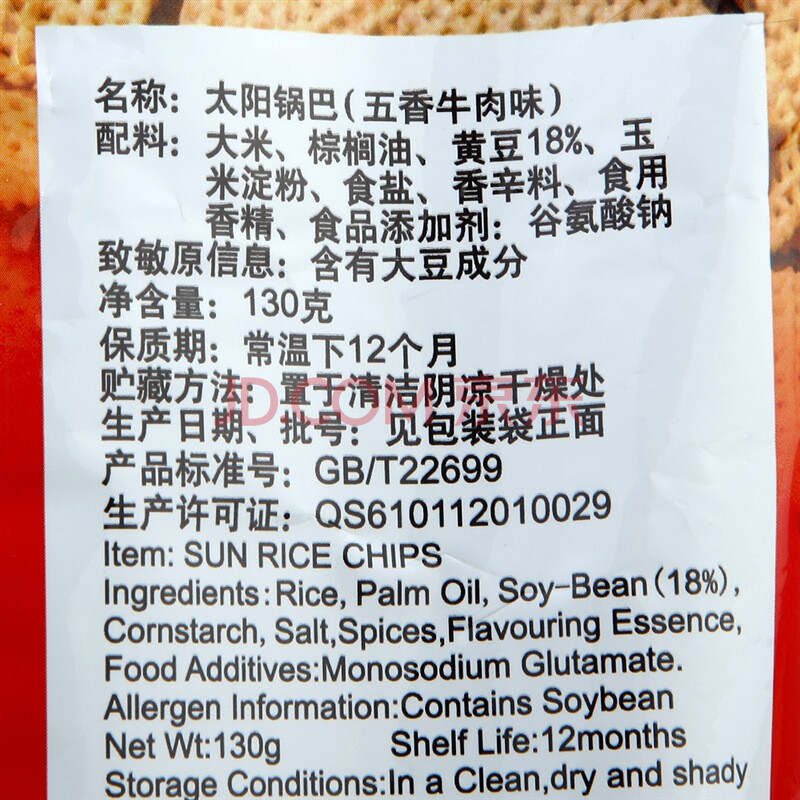 名称：太阳锅巴（五香牛肉味）
配料：大米、棕榈油、黄豆18%、玉
米淀粉、食盐、香辛料、食用
香精、食品添加剂：谷氨酸钠
致敏原信息：含有大豆成分
净含量：130克
保质期：常温下12个月
贮藏方法：置于清洁阴凉干燥处
JD.COM 京东
生产日期、批号：见包装袋正面
产品标准号：GB/T22699
生产许可证：QS610112010029
Item: SUN RICE CHIPS
Ingredients:Rice, Palm Oil, Soy-Bean(18%),
Cornstarch, Salt,Spices,Flavouring Essence,
Food Additives:Monosodium Glutamate.
Allergen Information:Contains Soybean
Net Wt:130g Shelf Life:12months
Storage Conditions:In a Clean,dry and shady